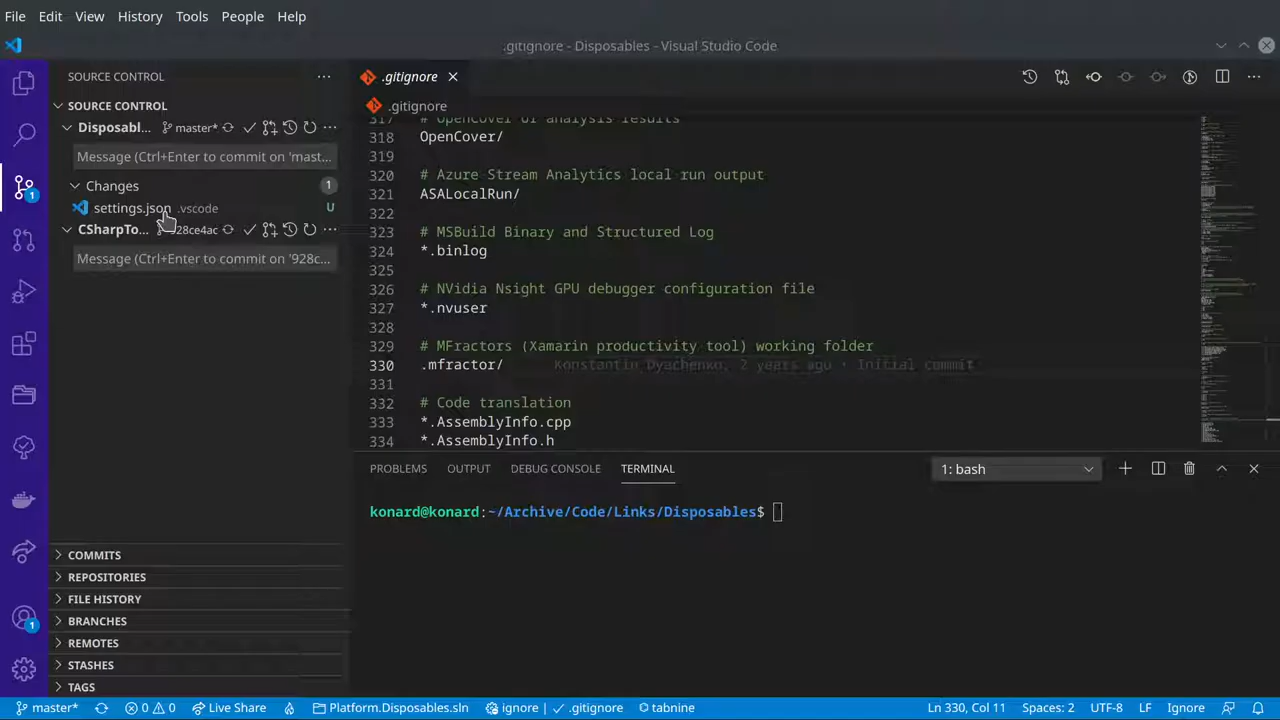 File Edit View History Tools People Help
.gitignore - Disposables - Visual Studio Code
SOURCE CONTROL
.gitignore
SOURCE CONTROL
.gitignore
Disposabl... master*
Message (Ctrl+Enter to commit on 'mast...
Changes 1
settings.json .vscode U
CSharpTo... 28ce4ac
Message (Ctrl+Enter to commit on '928c...
317 # OpenCover UI analysis results
318 OpenCover/
319
320 # Azure Stream Analytics local run output
321 ASALocalRun/
322
323 # MSBuild Binary and Structured Log
324 *.binlog
325
326 # NVidia Nsight GPU debugger configuration file
327 *.nvuser
328
329 # MFractors (Xamarin productivity tool) working folder
330 .mfractor/ Konstantin Dyachenko, 2 years ago • Initial commit
331
332 # Code translation
333 *.AssemblyInfo.cpp
334 *.AssemblyInfo.h
PROBLEMS OUTPUT DEBUG CONSOLE TERMINAL 1: bash
konard@konard:~/Archive/Code/Links/Disposables$
COMMITS
REPOSITORIES
FILE HISTORY
BRANCHES
REMOTES
STASHES
TAGS
1
1
master* 0 0 Live Share Platform.Disposables.sln ignore | .gitignore tabnine Ln 330, Col 11 Spaces: 2 UTF-8 LF Ignore